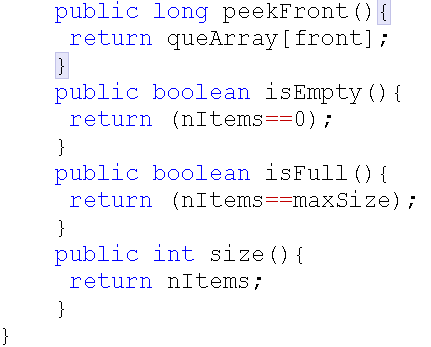 public long peekFront(){
return queArray[front];
}
public boolean isEmpty(){
return (nItems==0);
}
public boolean isFull(){
return (nItems==maxSize);
}
public int size(){
return nItems;
}
}